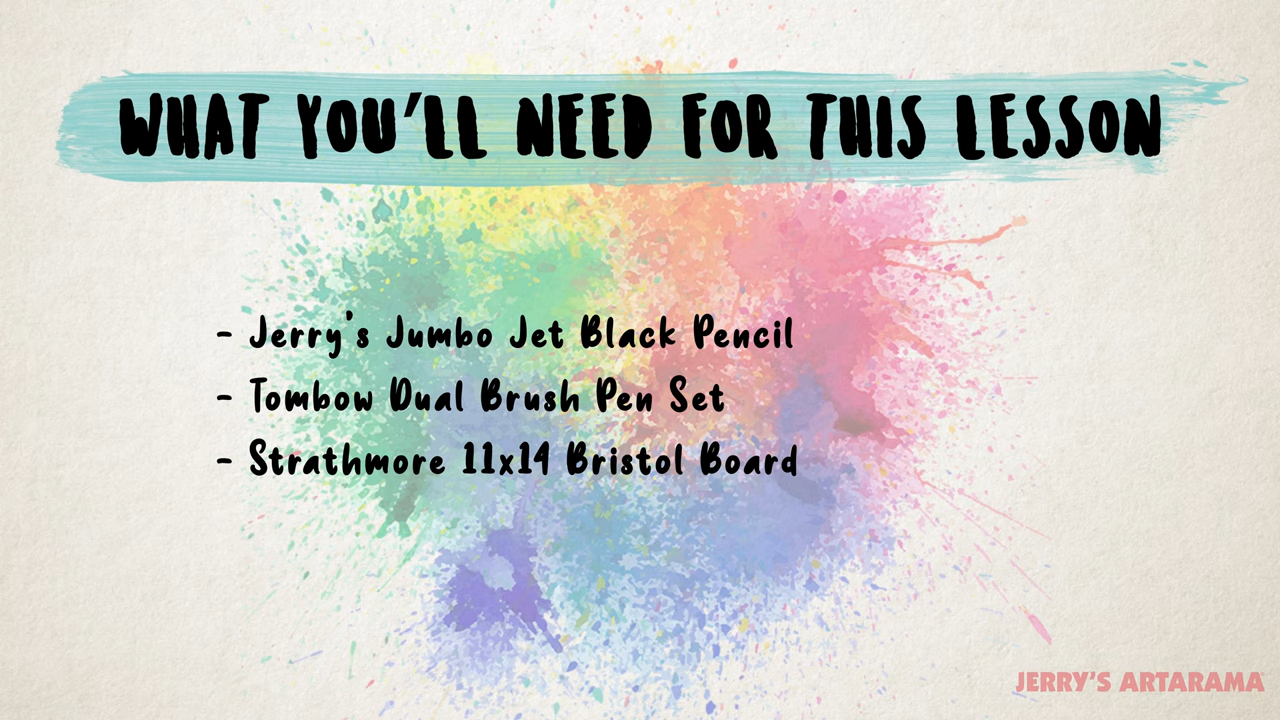 WHAT YOU'LL NEED FOR THIS LESSON
- Jerry's Jumbo Jet Black Pencil
- Tombow Dual Brush Pen Set
- Strathmore 11x14 Bristol Board
JERRY'S ARTARAMA